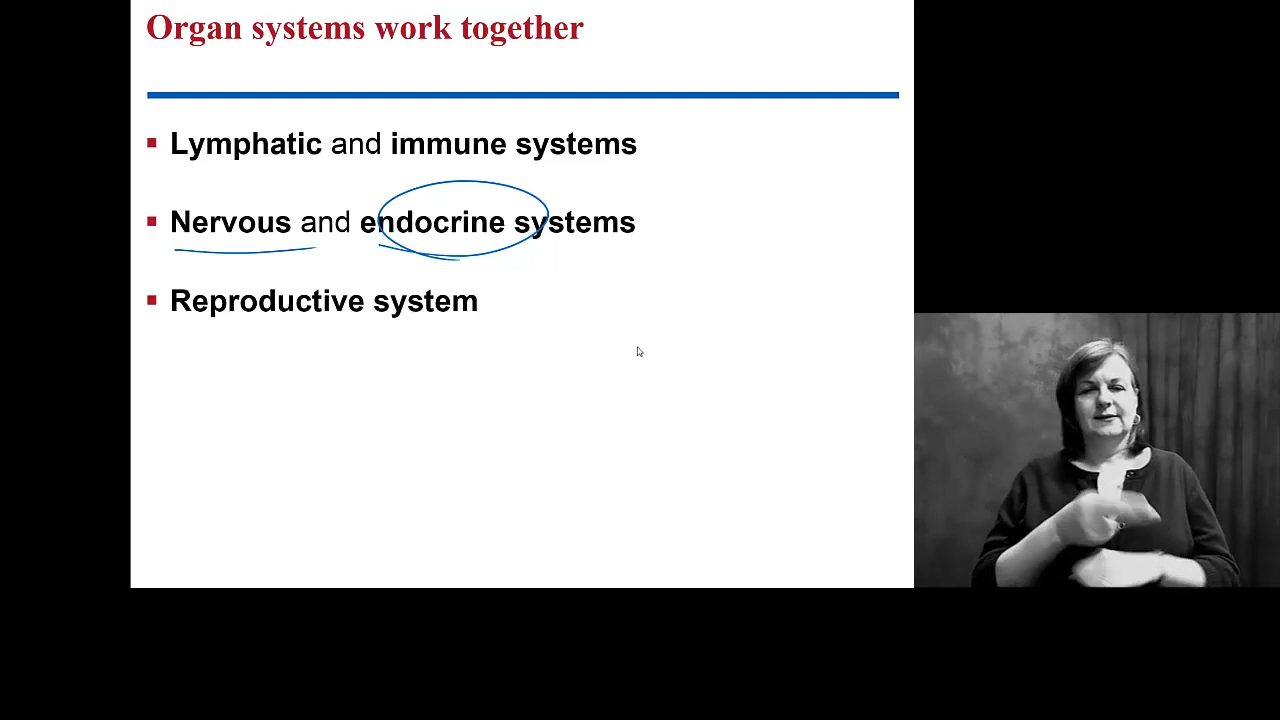 Organ systems work together
Lymphatic and immune systems
Nervous and endocrine systems
Reproductive system